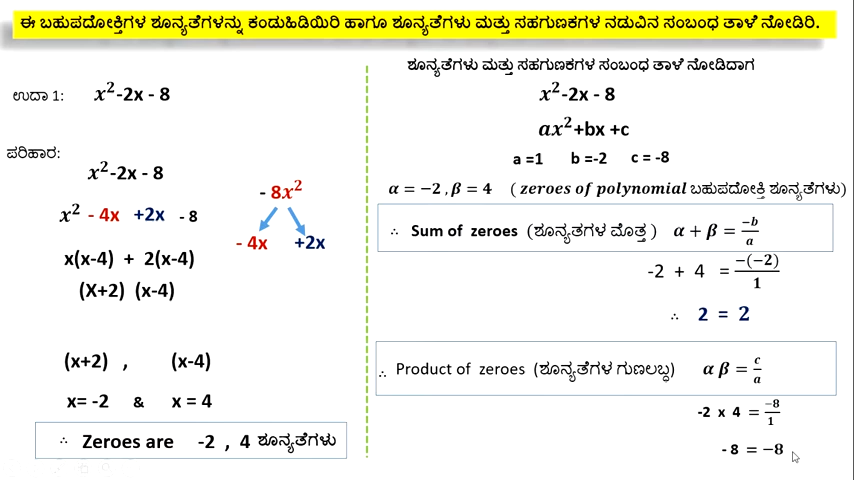 ಈ ಬಹುಪದೋಕ್ತಿಗಳ ಶೂನ್ಯತೆಗಳನ್ನು ಕಂಡುಹಿಡಿಯಿರಿ ಹಾಗೂ ಶೂನ್ಯತೆಗಳು ಮತ್ತು ಸಹಗುಣಕಗಳ ನಡುವಿನ ಸಂಬಂಧ ತಾಳೆ ನೋಡಿರಿ.
ಉದಾ 1: x²-2x - 8
ಪರಿಹಾರ:
x²-2x - 8
x² - 4x +2x - 8
- 8x²
- 4x +2x
x(x-4) + 2(x-4)
(X+2) (x-4)
(x+2) , (x-4)
x= -2 & x = 4
∴ Zeroes are -2 , 4 ಶೂನ್ಯತೆಗಳು
ಶೂನ್ಯತೆಗಳು ಮತ್ತು ಸಹಗುಣಕಗಳ ಸಂಬಂಧ ತಾಳೆ ನೋಡಿದಾಗ
x²-2x - 8
ax²+bx +c
a =1 b =-2 c = -8
α = −2 , β = 4 ( zeroes of polynomial ಬಹುಪದೋಕ್ತಿ ಶೂನ್ಯತೆಗಳು)
∴ Sum of zeroes (ಶೂನ್ಯತಗಳ ಮೊತ್ತ ) α + β = −b/a
-2 + 4 = −(−2)/1
∴ 2 = 2
∴ Product of zeroes (ಶೂನ್ಯತೆಗಳ ಗುಣಲಬ್ಧ) α β = c/a
-2 x 4 = −8/1
- 8 = −8